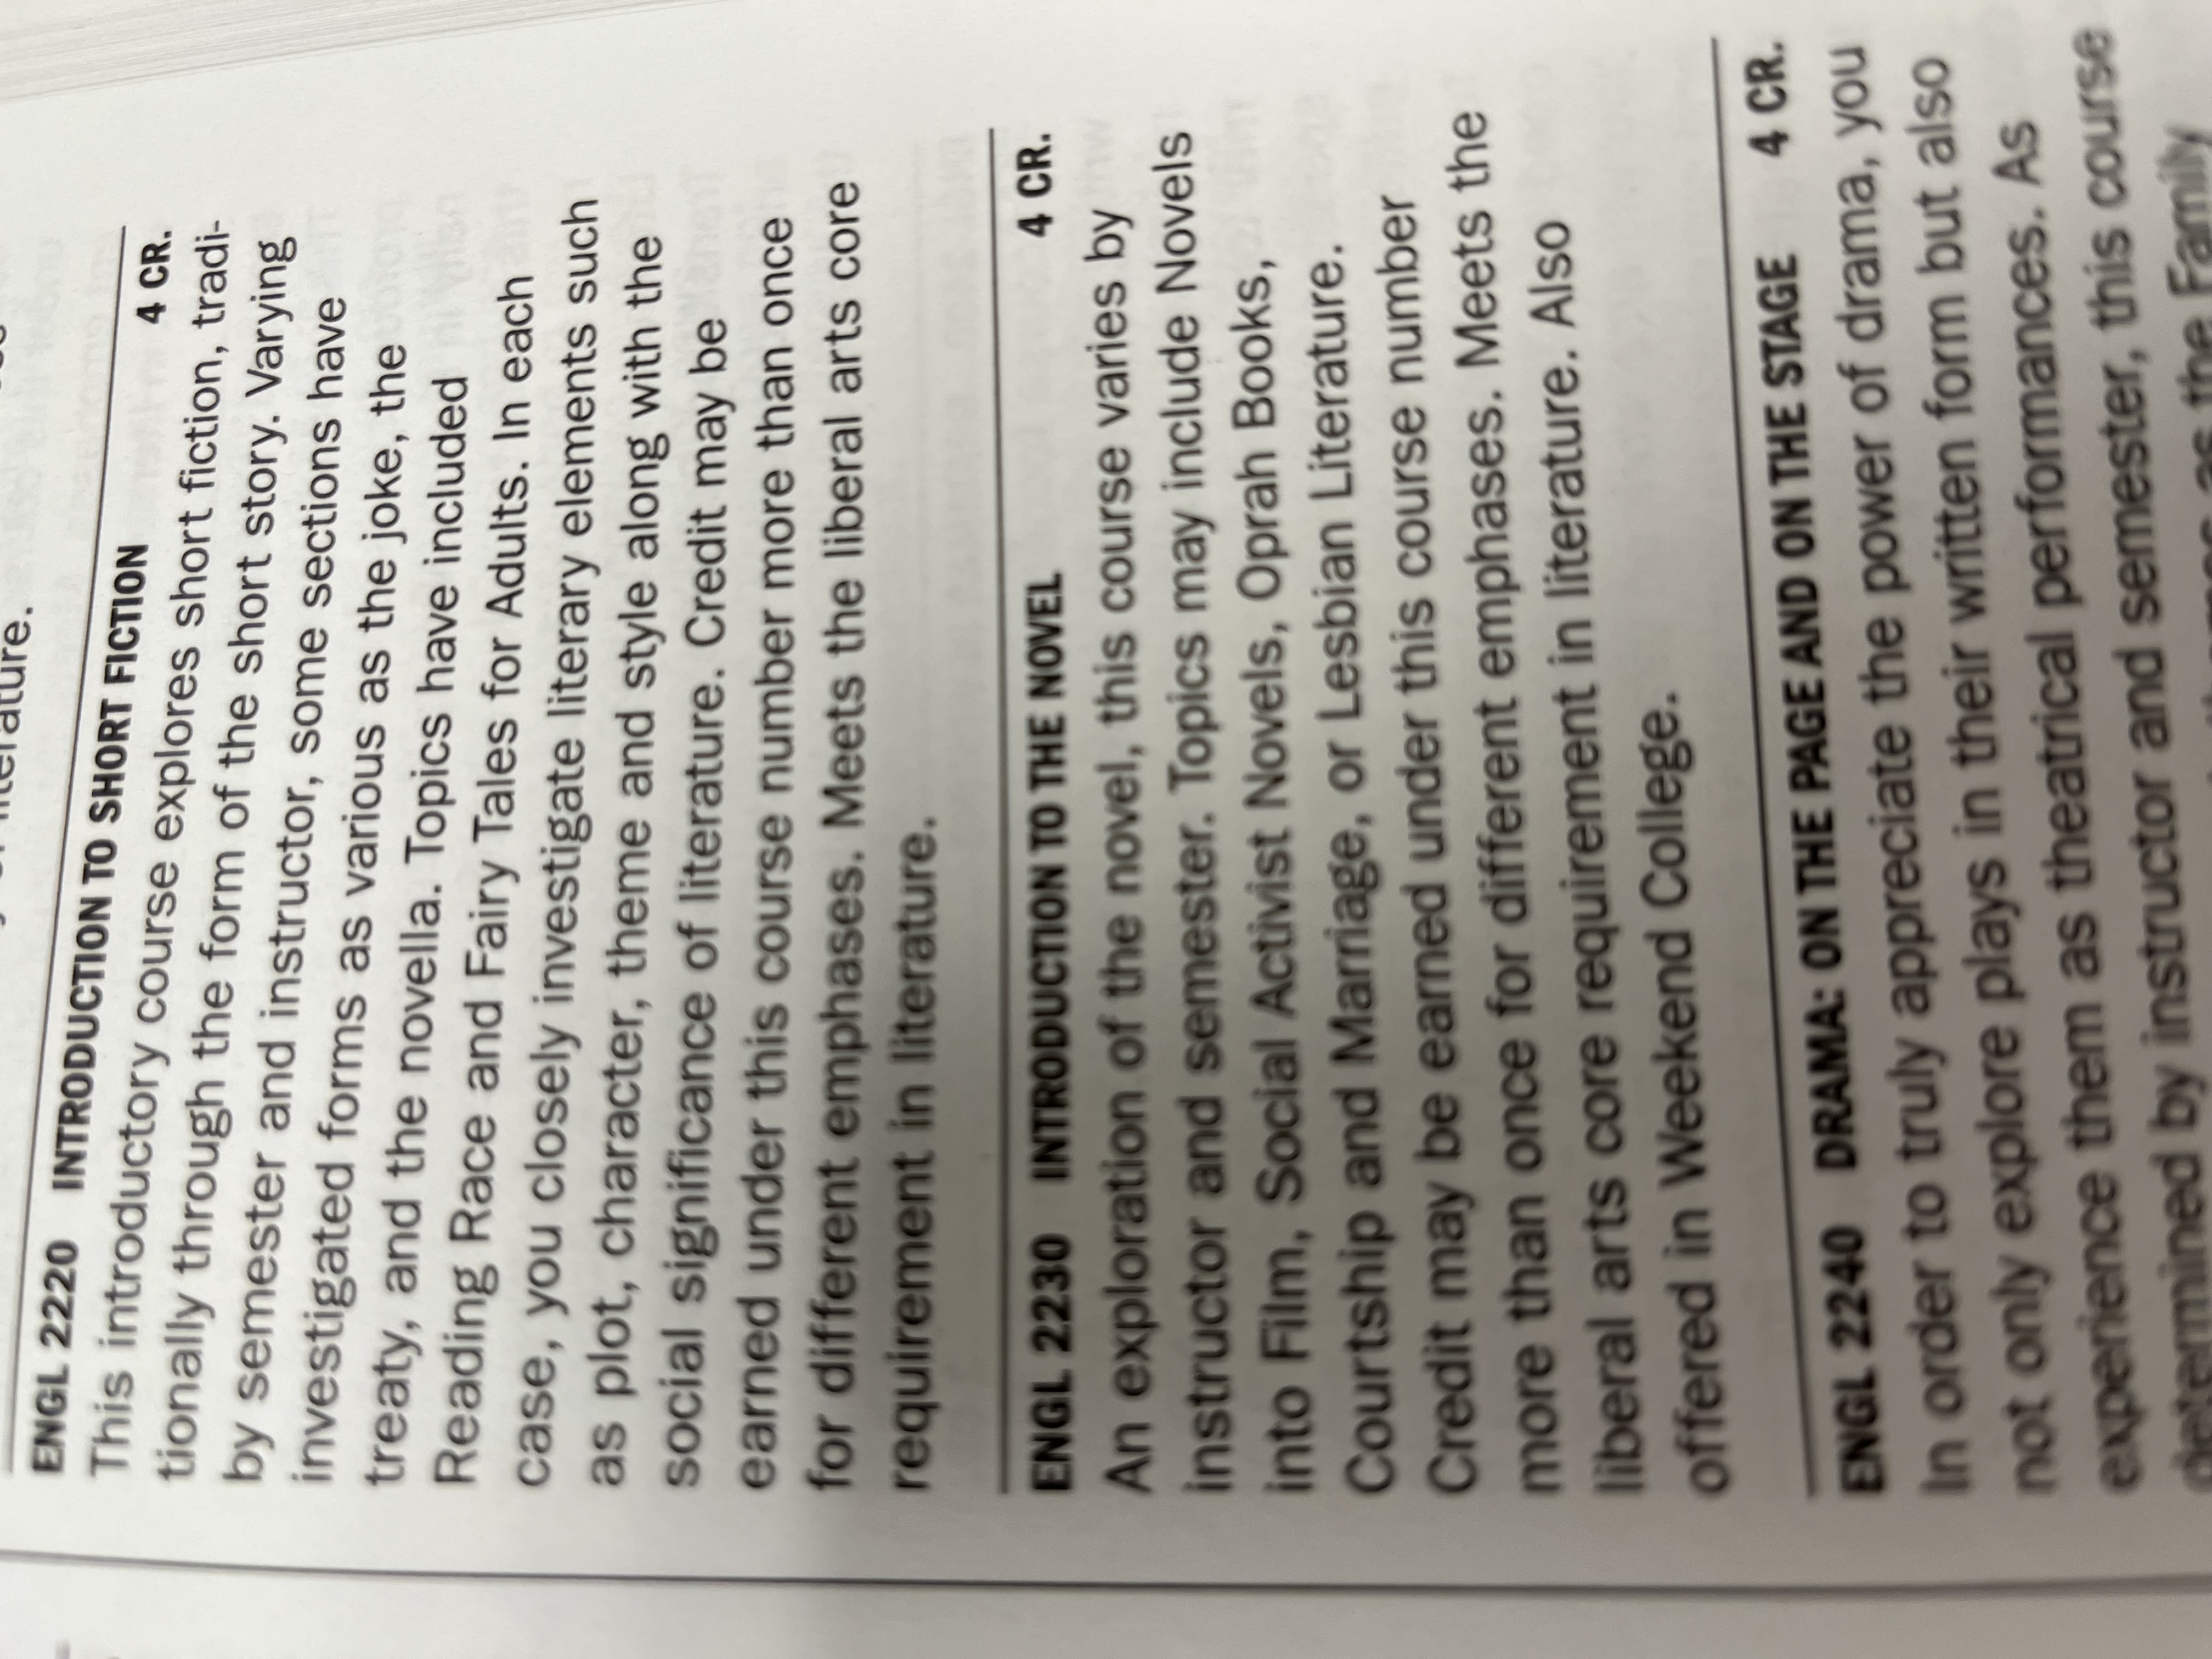 literature.
ENGL 2220 INTRODUCTION TO SHORT FICTION 4 CR.
This introductory course explores short fiction, tradi-
tionally through the form of the short story. Varying
by semester and instructor, some sections have
investigated forms as various as the joke, the
treaty, and the novella. Topics have included
Reading Race and Fairy Tales for Adults. In each
case, you closely investigate literary elements such
as plot, character, theme and style along with the
social significance of literature. Credit may be
earned under this course number more than once
for different emphases. Meets the liberal arts core
requirement in literature.
ENGL 2230 INTRODUCTION TO THE NOVEL 4 CR.
An exploration of the novel, this course varies by
instructor and semester. Topics may include Novels
into Film, Social Activist Novels, Oprah Books,
Courtship and Marriage, or Lesbian Literature.
Credit may be earned under this course number
more than once for different emphases. Meets the
liberal arts core requirement in literature. Also
offered in Weekend College.
ENGL 2240 DRAMA: ON THE PAGE AND ON THE STAGE 4 CR.
In order to truly appreciate the power of drama, you
not only explore plays in their written form but also
experience them as theatrical performances. As
determined by instructor and semester, this course
as the Family